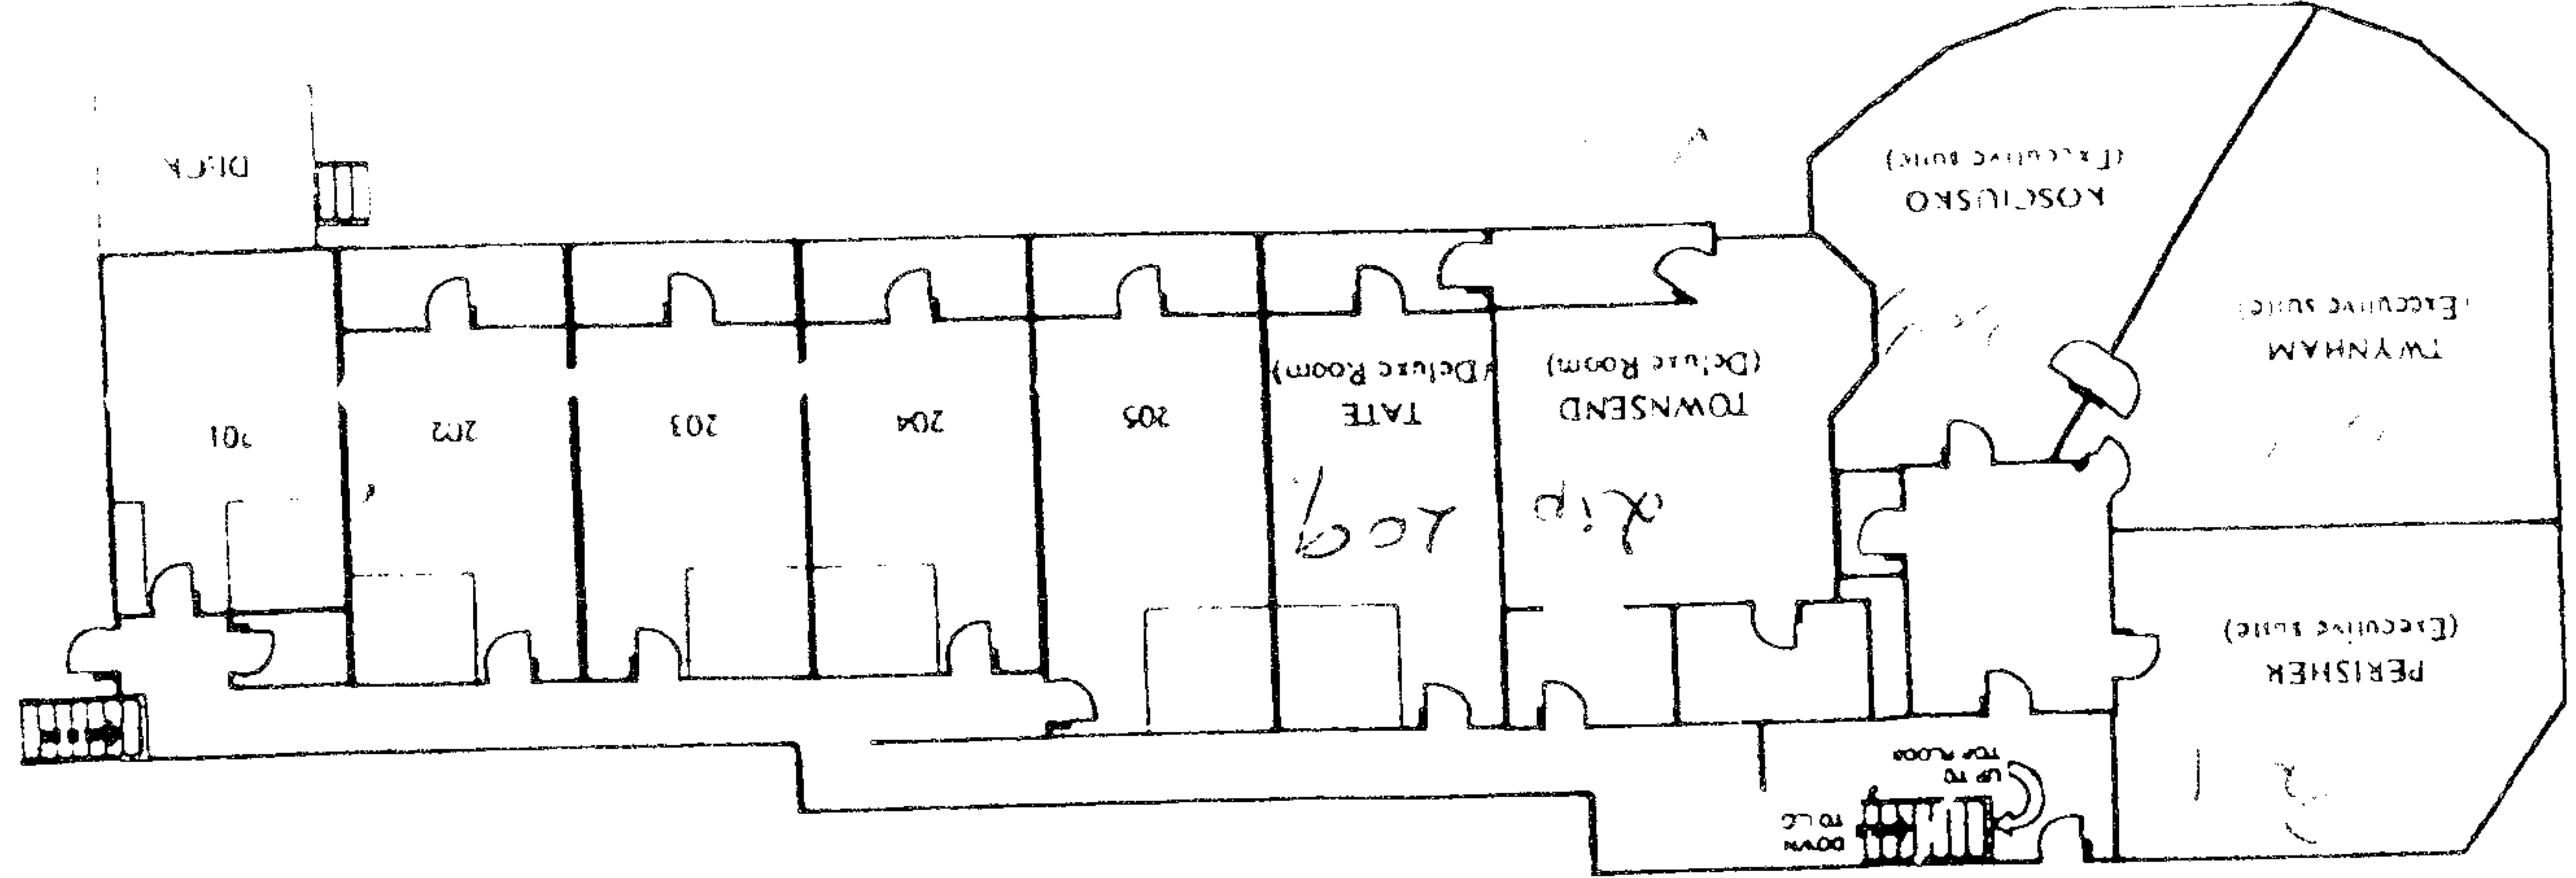 PERISHER
(Executive suite)
TWYNHAM
(Executive suite)
KOSCIUSKO
(Executive suite)
UP TO
TOP FLOOR
DOWN
TO LG
TOWNSEND
(Deluxe Room)
TATE
(Deluxe Room)
205
204
203
202
201
DECK